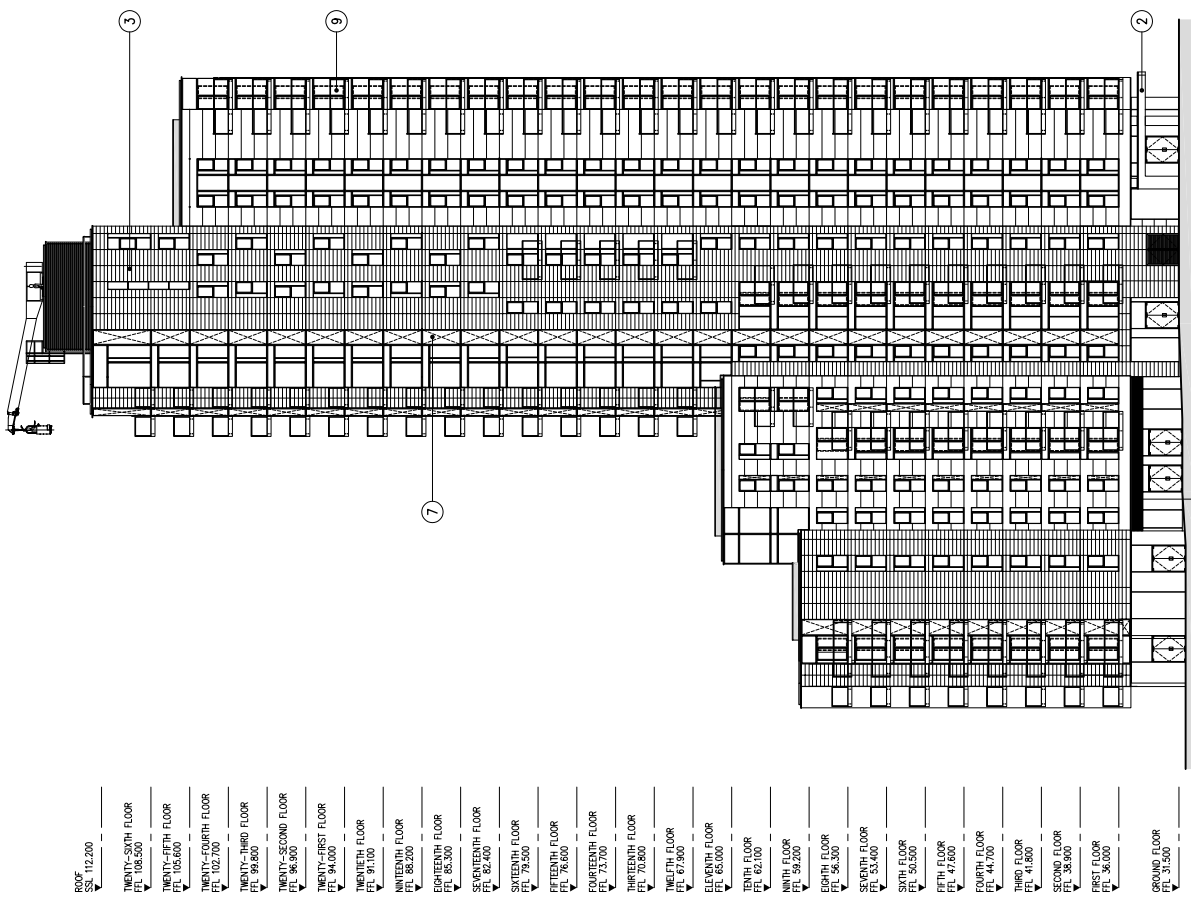 3
9
2
7
ROOF
SSL 112.200
TWENTY-SIXTH FLOOR
FFL 108.500
TWENTY-FIFTH FLOOR
FFL 105.600
TWENTY-FOURTH FLOOR
FFL 102.700
TWENTY-THIRD FLOOR
FFL 99.800
TWENTY-SECOND FLOOR
FFL 96.900
TWENTY-FIRST FLOOR
FFL 94.000
TWENTIETH FLOOR
FFL 91.100
NINETEENTH FLOOR
FFL 88.200
EIGHTEENTH FLOOR
FFL 85.300
SEVENTEENTH FLOOR
FFL 82.400
SIXTEENTH FLOOR
FFL 79.500
FIFTEENTH FLOOR
FFL 76.600
FOURTEENTH FLOOR
FFL 73.700
THIRTEENTH FLOOR
FFL 70.800
TWELFTH FLOOR
FFL 67.900
ELEVENTH FLOOR
FFL 65.000
TENTH FLOOR
FFL 62.100
NINTH FLOOR
FFL 59.200
EIGHTH FLOOR
FFL 56.300
SEVENTH FLOOR
FFL 53.400
SIXTH FLOOR
FFL 50.500
FIFTH FLOOR
FFL 47.600
FOURTH FLOOR
FFL 44.700
THIRD FLOOR
FFL 41.800
SECOND FLOOR
FFL 38.900
FIRST FLOOR
FFL 36.000
GROUND FLOOR
FFL 31.500